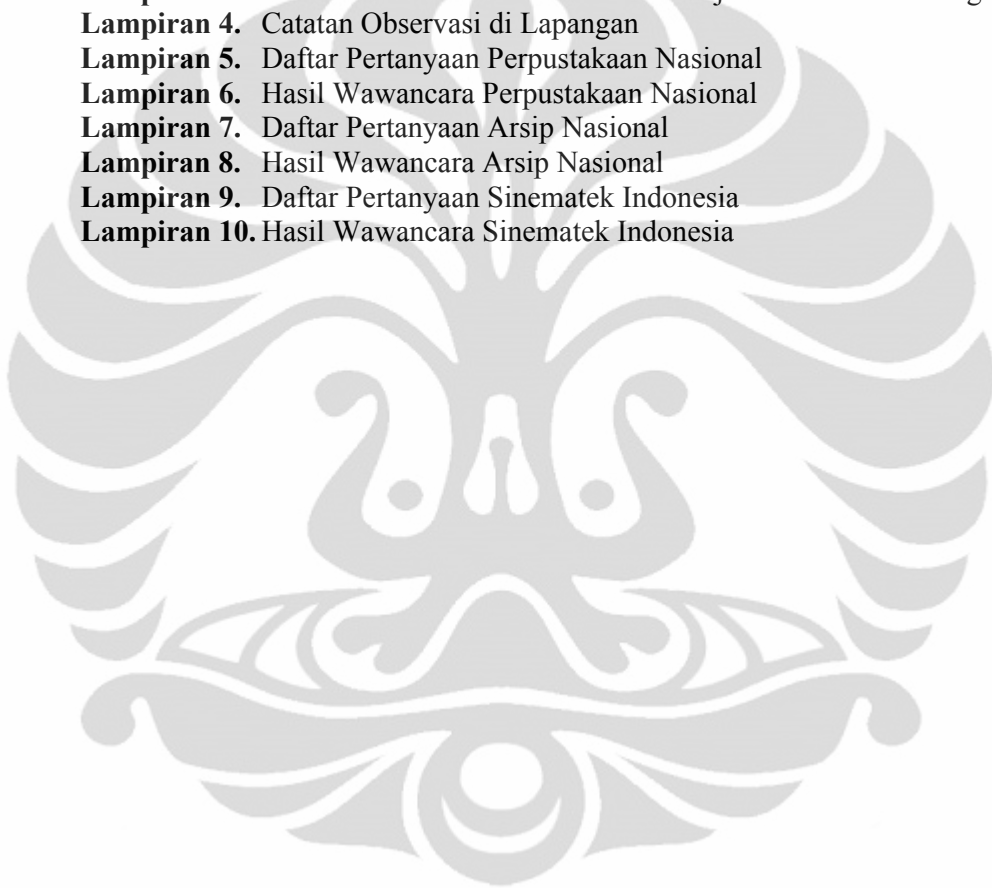 Lampiran 4. Catatan Observasi di Lapangan
Lampiran 5. Daftar Pertanyaan Perpustakaan Nasional
Lampiran 6. Hasil Wawancara Perpustakaan Nasional
Lampiran 7. Daftar Pertanyaan Arsip Nasional
Lampiran 8. Hasil Wawancara Arsip Nasional
Lampiran 9. Daftar Pertanyaan Sinematek Indonesia
Lampiran 10. Hasil Wawancara Sinematek Indonesia